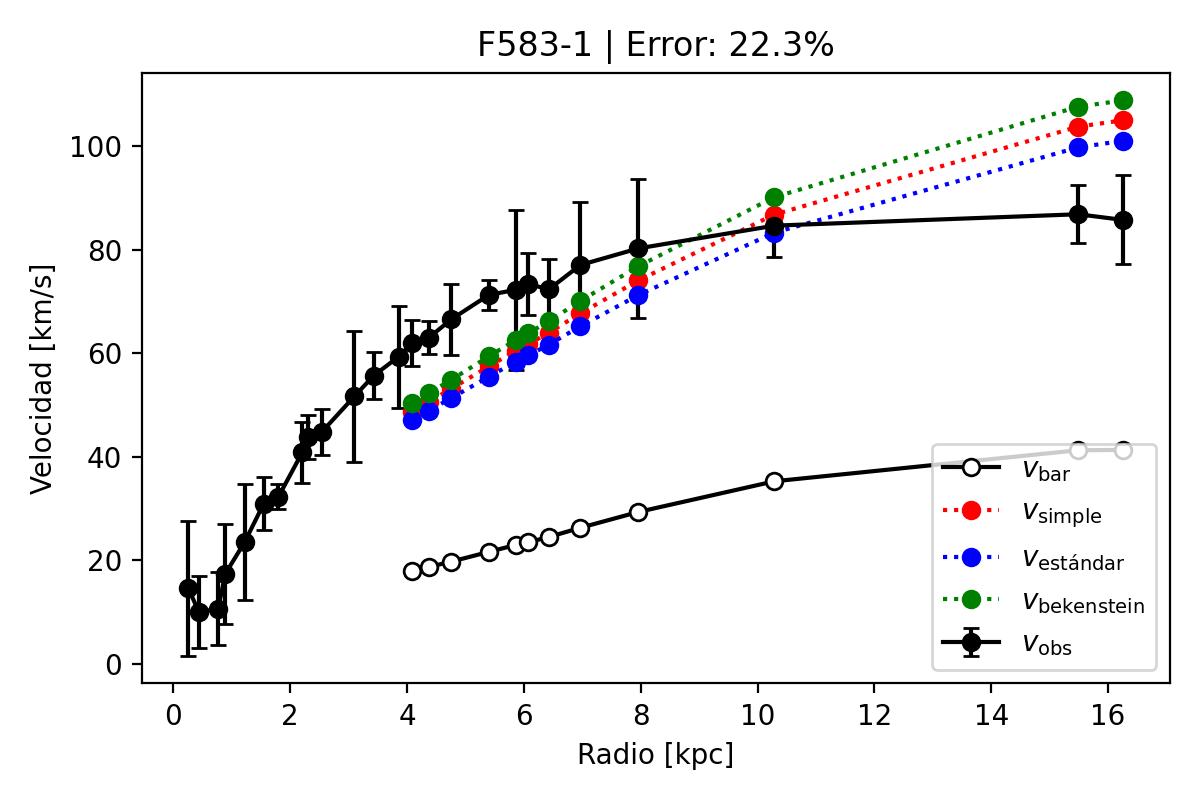 F583-1 | Error: 22.3%
Velocidad [km/s]
100
80
60
40
20
0
v_bar
v_simple
v_estándar
v_bekenstein
v_obs
0 2 4 6 8 10 12 14 16
Radio [kpc]